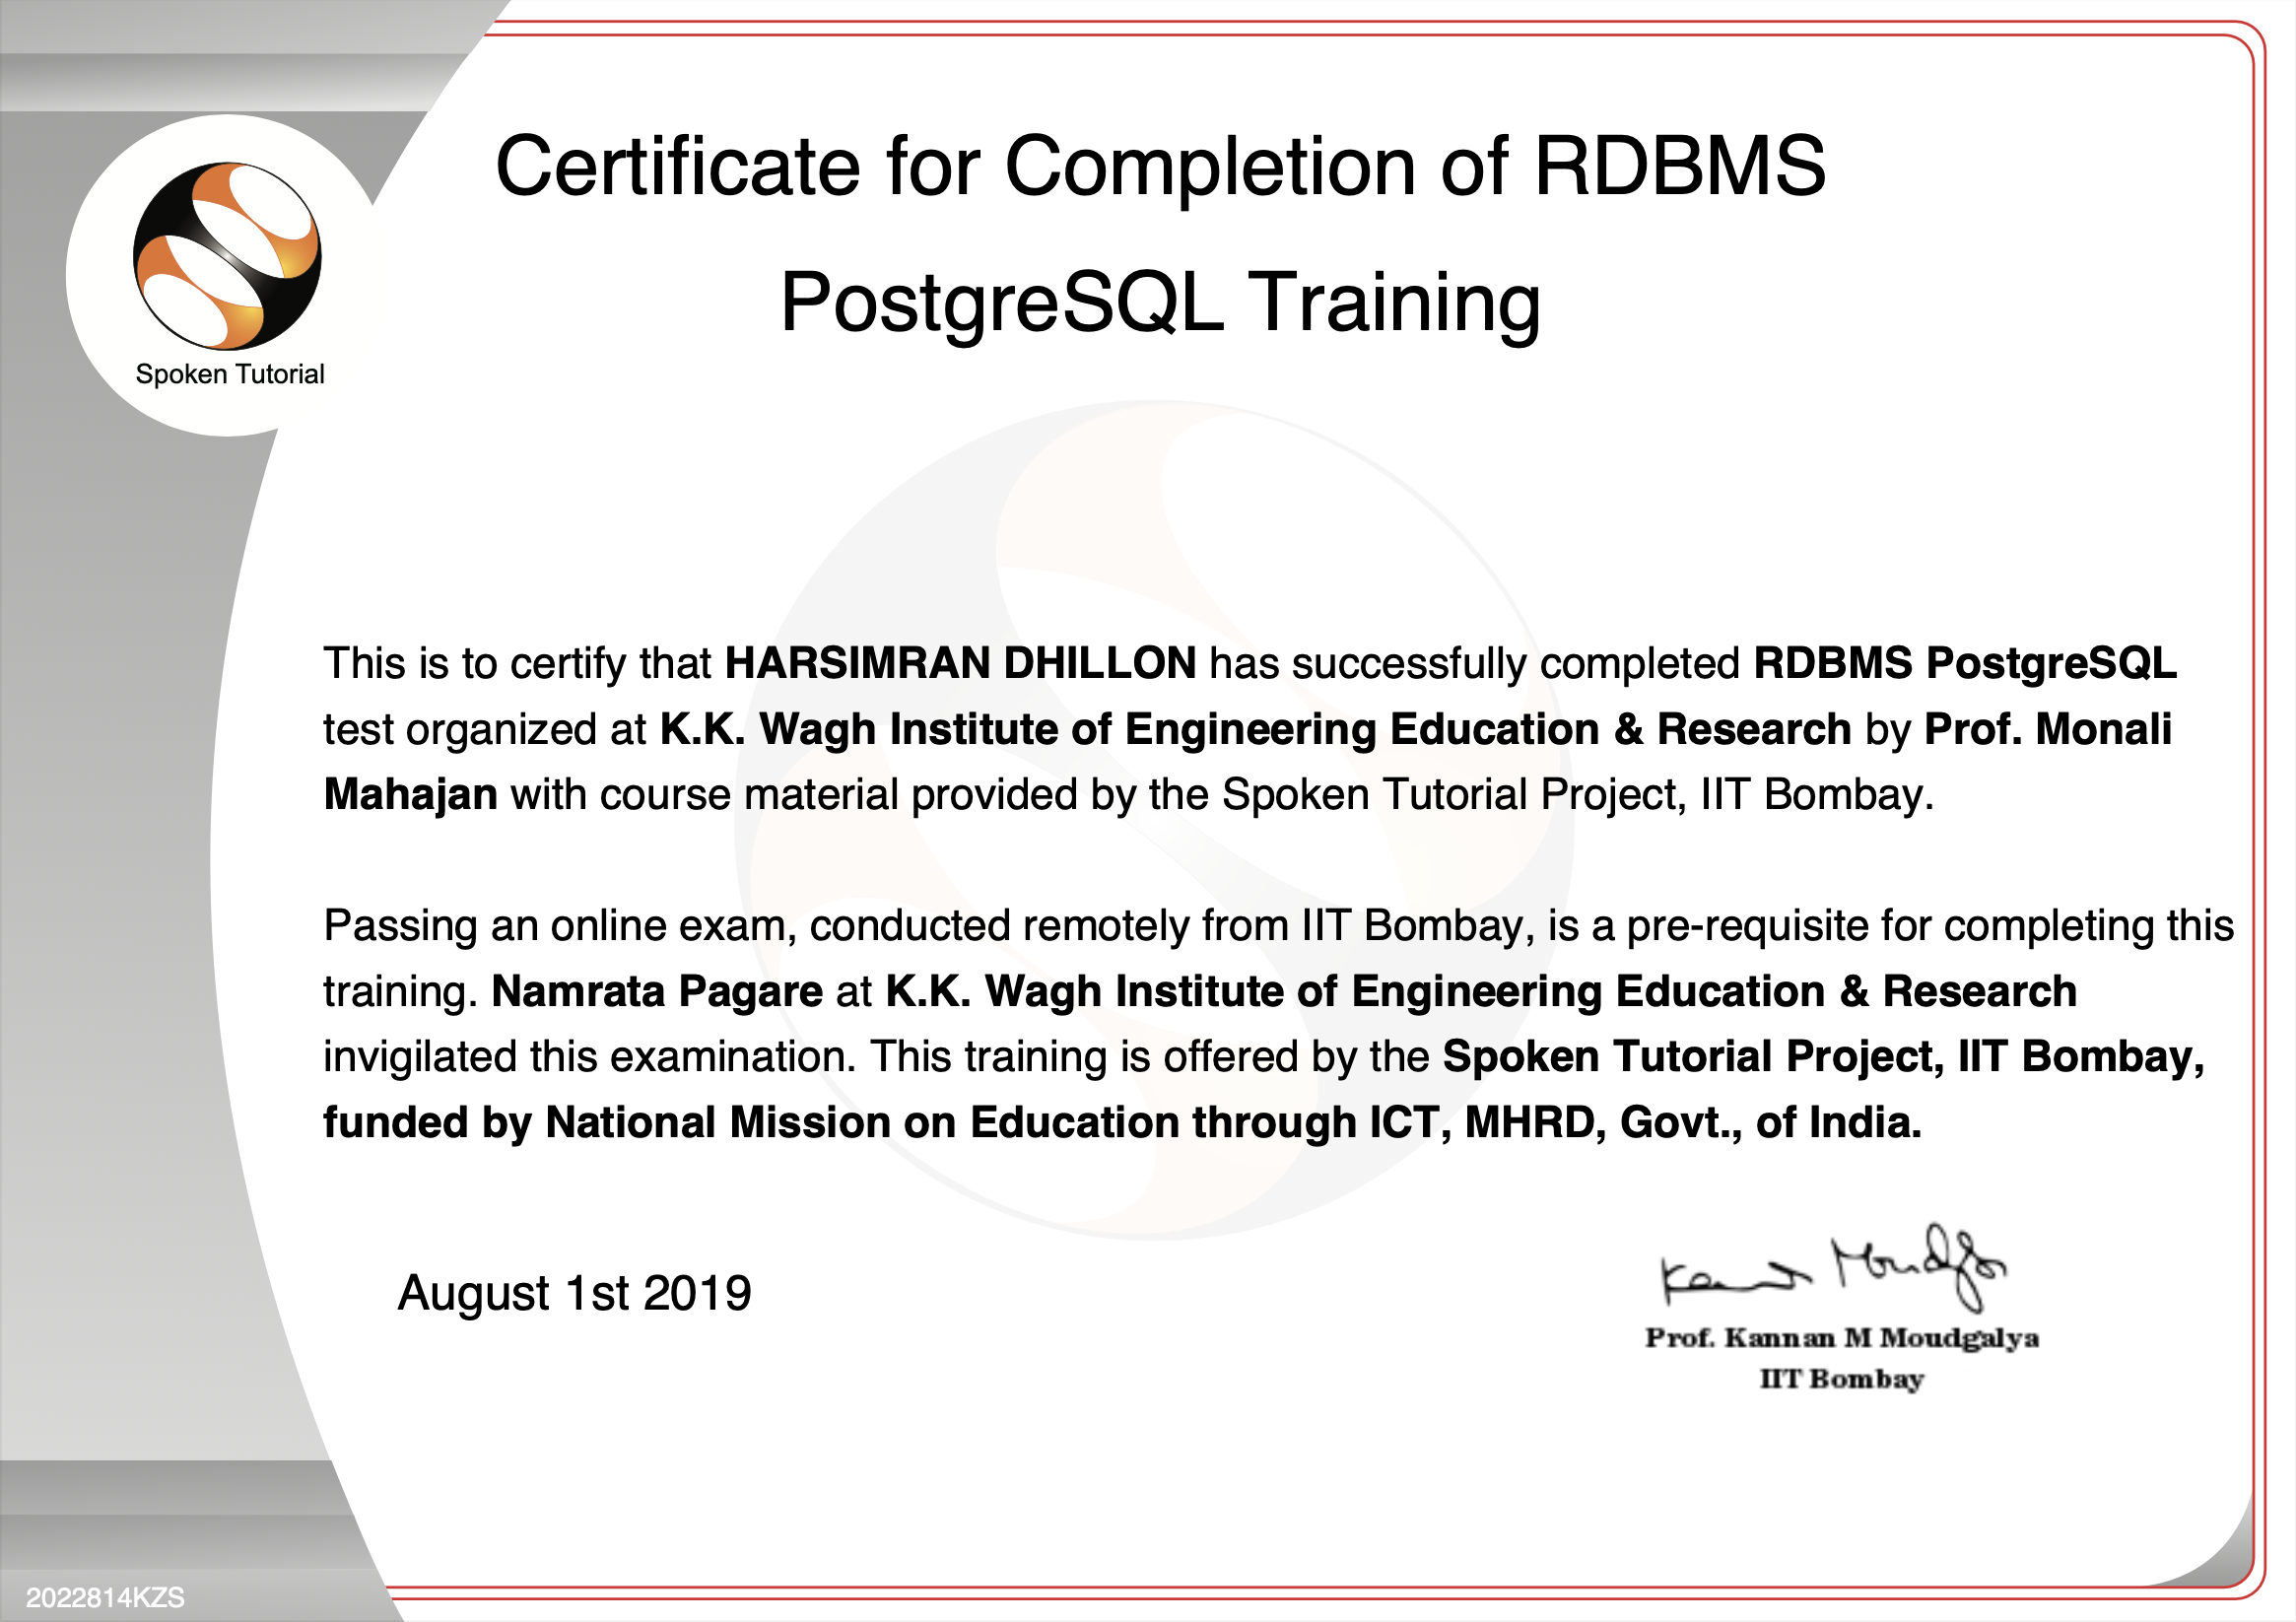 Certificate for Completion of RDBMS
PostgreSQL Training
Spoken Tutorial
This is to certify that HARSIMRAN DHILLON has successfully completed RDBMS PostgreSQL
test organized at K.K. Wagh Institute of Engineering Education & Research by Prof. Monali
Mahajan with course material provided by the Spoken Tutorial Project, IIT Bombay.
Passing an online exam, conducted remotely from IIT Bombay, is a pre-requisite for completing this
training. Namrata Pagare at K.K. Wagh Institute of Engineering Education & Research
invigilated this examination. This training is offered by the Spoken Tutorial Project, IIT Bombay,
funded by National Mission on Education through ICT, MHRD, Govt., of India.
August 1st 2019
Kannan Moudgalya
Prof. Kannan M Moudgalya
IIT Bombay
2022814KZS